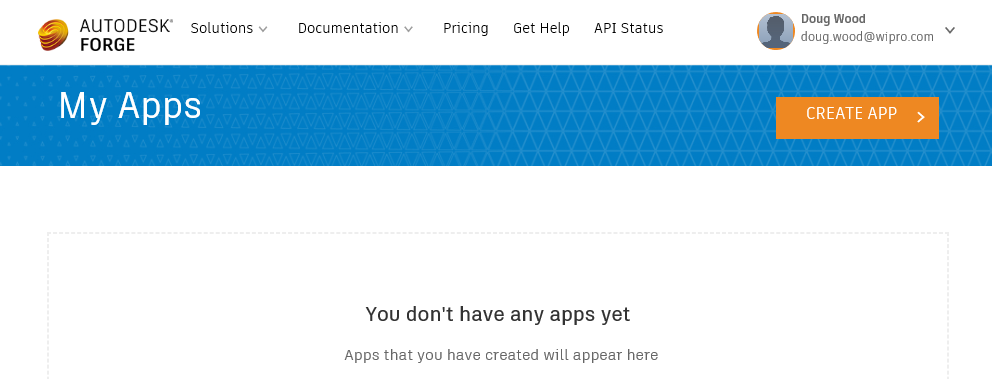 AUTODESK®
FORGE
Solutions
Documentation
Pricing
Get Help
API Status
Doug Wood
doug.wood@wipro.com
My Apps
CREATE APP
You don't have any apps yet
Apps that you have created will appear here